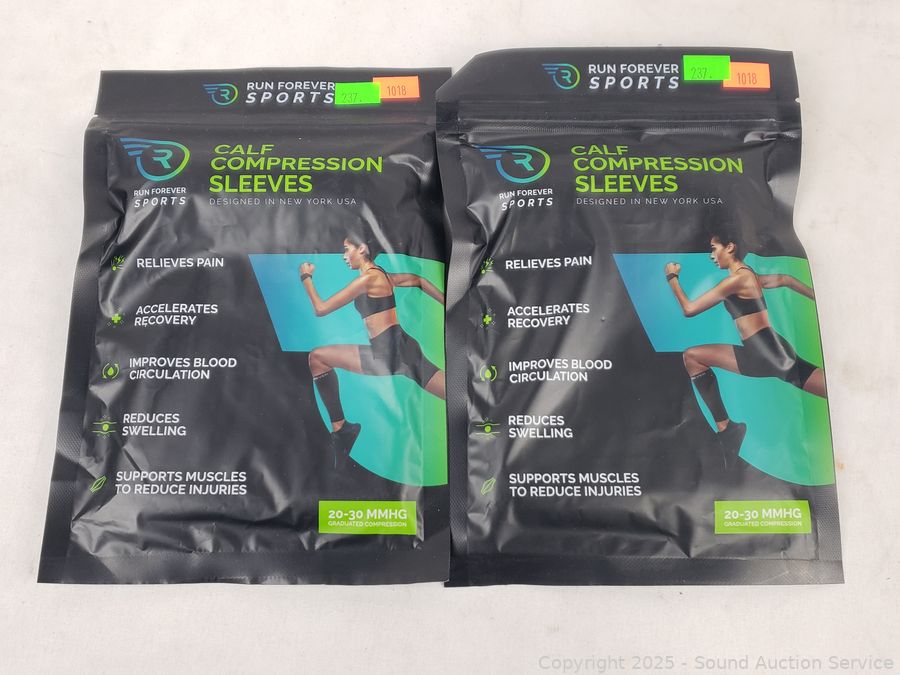 RUN FOREVER
SPORTS
237.
1018
RUN FOREVER
SPORTS
CALF
COMPRESSION
SLEEVES
DESIGNED IN NEW YORK USA
RELIEVES PAIN
ACCELERATES
RECOVERY
IMPROVES BLOOD
CIRCULATION
REDUCES
SWELLING
SUPPORTS MUSCLES
TO REDUCE INJURIES
20-30 MMHG
GRADUATED COMPRESSION
RUN FOREVER
SPORTS
237.
1018
RUN FOREVER
SPORTS
CALF
COMPRESSION
SLEEVES
DESIGNED IN NEW YORK USA
RELIEVES PAIN
ACCELERATES
RECOVERY
IMPROVES BLOOD
CIRCULATION
REDUCES
SWELLING
SUPPORTS MUSCLES
TO REDUCE INJURIES
20-30 MMHG
GRADUATED COMPRESSION
Copyright 2025 - Sound Auction Service